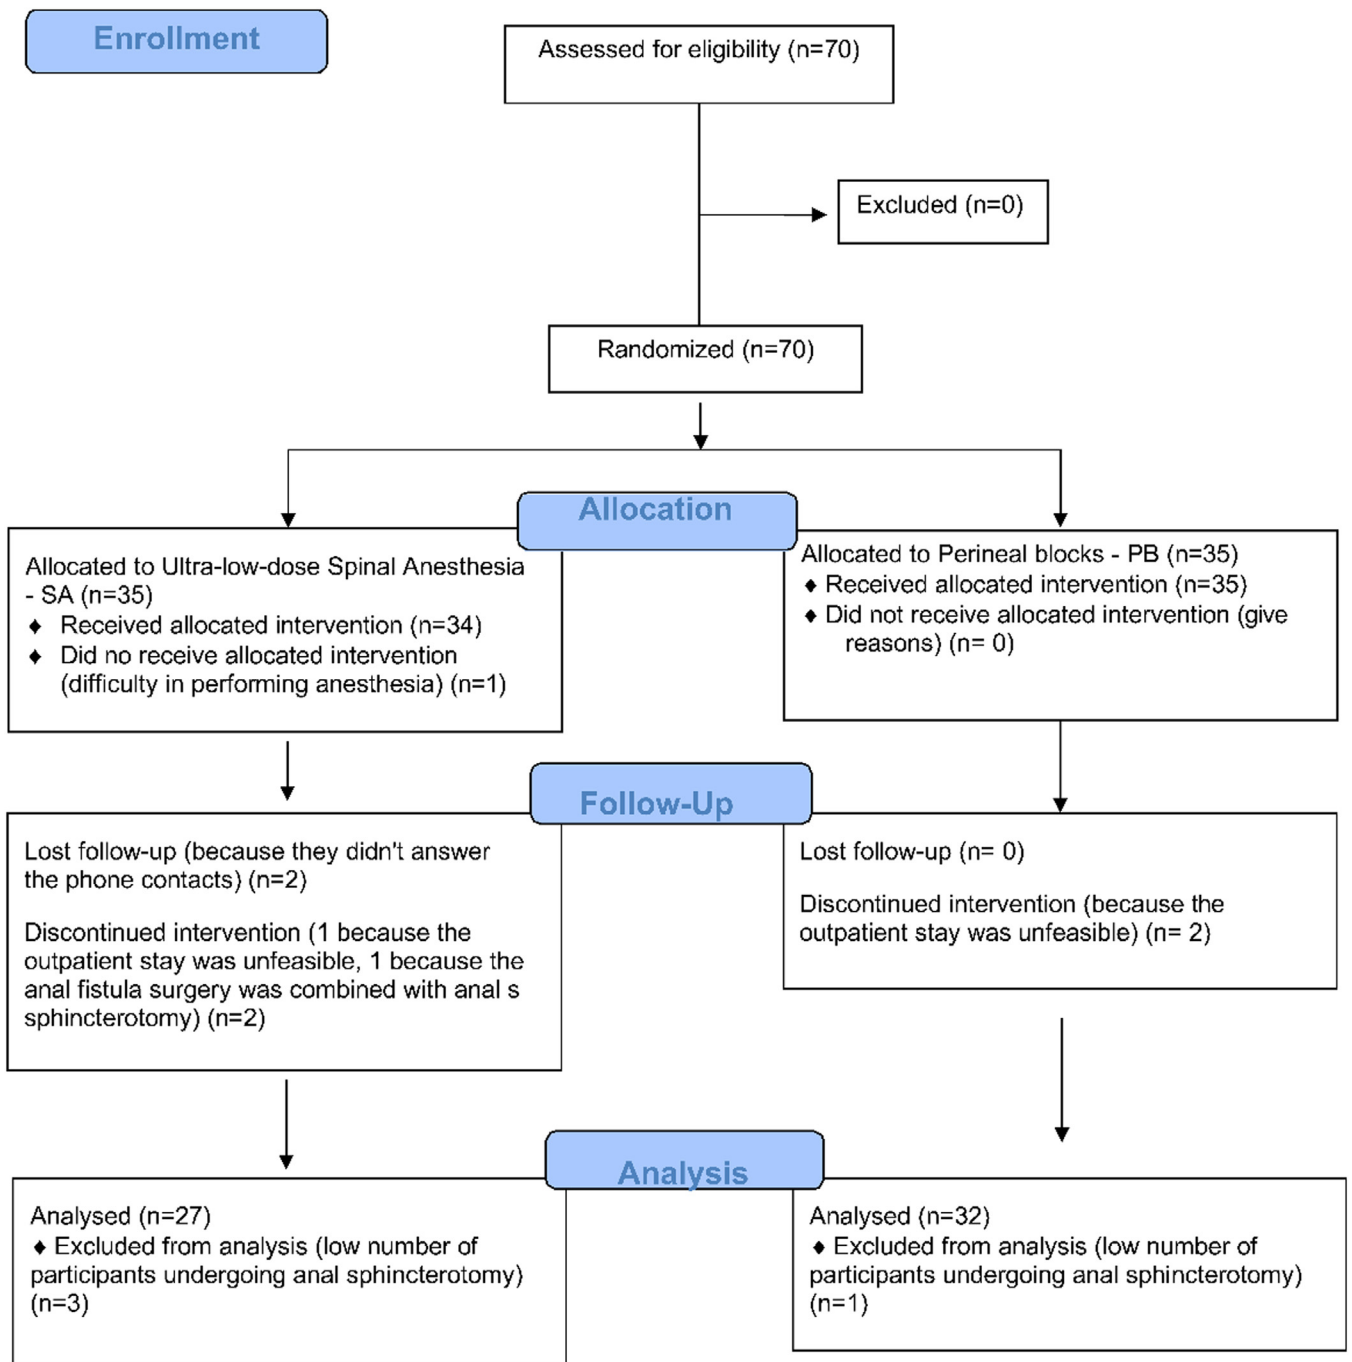 Enrollment
Assessed for eligibility (n=70)
Excluded (n=0)
Randomized (n=70)
Allocation
Allocated to Ultra-low-dose Spinal Anesthesia
- SA (n=35)
♦ Received allocated intervention (n=34)
♦ Did no receive allocated intervention
(difficulty in performing anesthesia) (n=1)
Allocated to Perineal blocks - PB (n=35)
♦ Received allocated intervention (n=35)
♦ Did not receive allocated intervention (give
reasons) (n= 0)
Follow-Up
Lost follow-up (because they didn't answer
the phone contacts) (n=2)
Discontinued intervention (1 because the
outpatient stay was unfeasible, 1 because the
anal fistula surgery was combined with anal s
sphincterotomy) (n=2)
Lost follow-up (n= 0)
Discontinued intervention (because the
outpatient stay was unfeasible) (n= 2)
Analysis
Analysed (n=27)
♦ Excluded from analysis (low number of
participants undergoing anal sphincterotomy)
(n=3)
Analysed (n=32)
♦ Excluded from analysis (low number of
participants undergoing anal sphincterotomy)
(n=1)